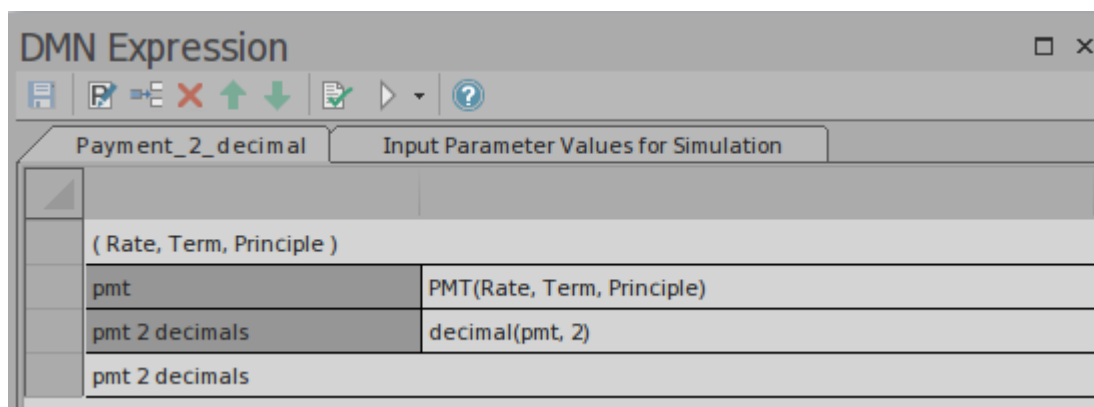 DMN Expression
Payment_2_decimal Input Parameter Values for Simulation
( Rate, Term, Principle )
pmt PMT(Rate, Term, Principle)
pmt 2 decimals decimal(pmt, 2)
pmt 2 decimals